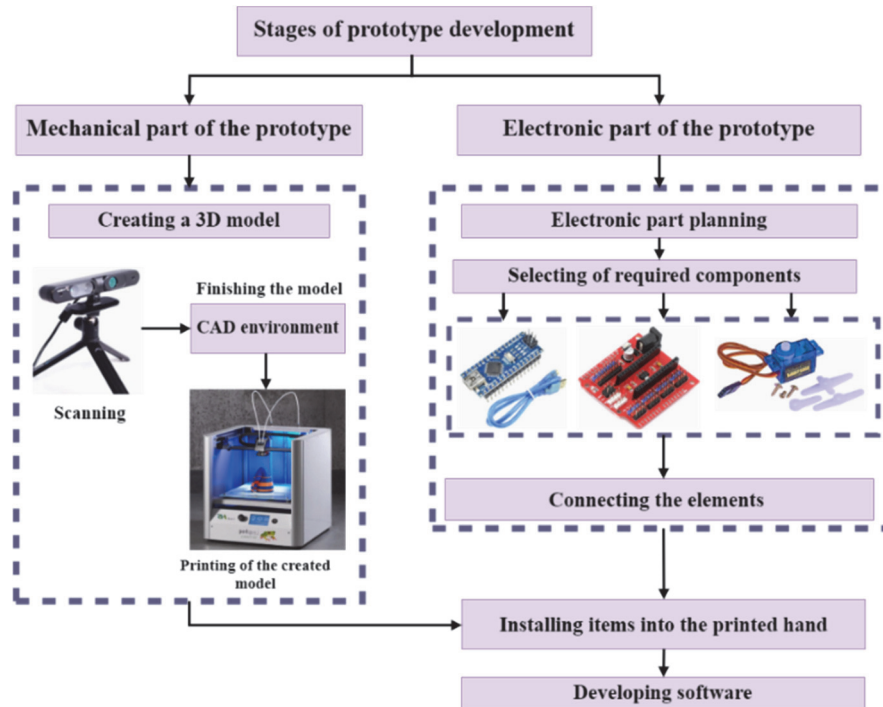 Stages of prototype development
Mechanical part of the prototype
Electronic part of the prototype
Creating a 3D model
Finishing the model
CAD environment
Scanning
Printing of the created
model
Electronic part planning
Selecting of required components
Connecting the elements
Installing items into the printed hand
Developing software